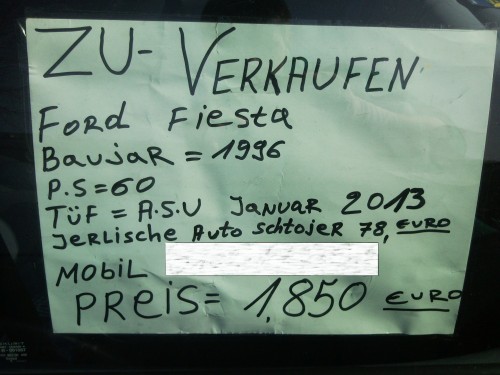 ZU-VERKAUFEN
Ford Fiesta
Baujar = 1996
P.S=60
TüF = A.S.U Januar 2013
Jerlische Auto schtojer 78, EURO
Mobil
Preis= 1,850 EURO